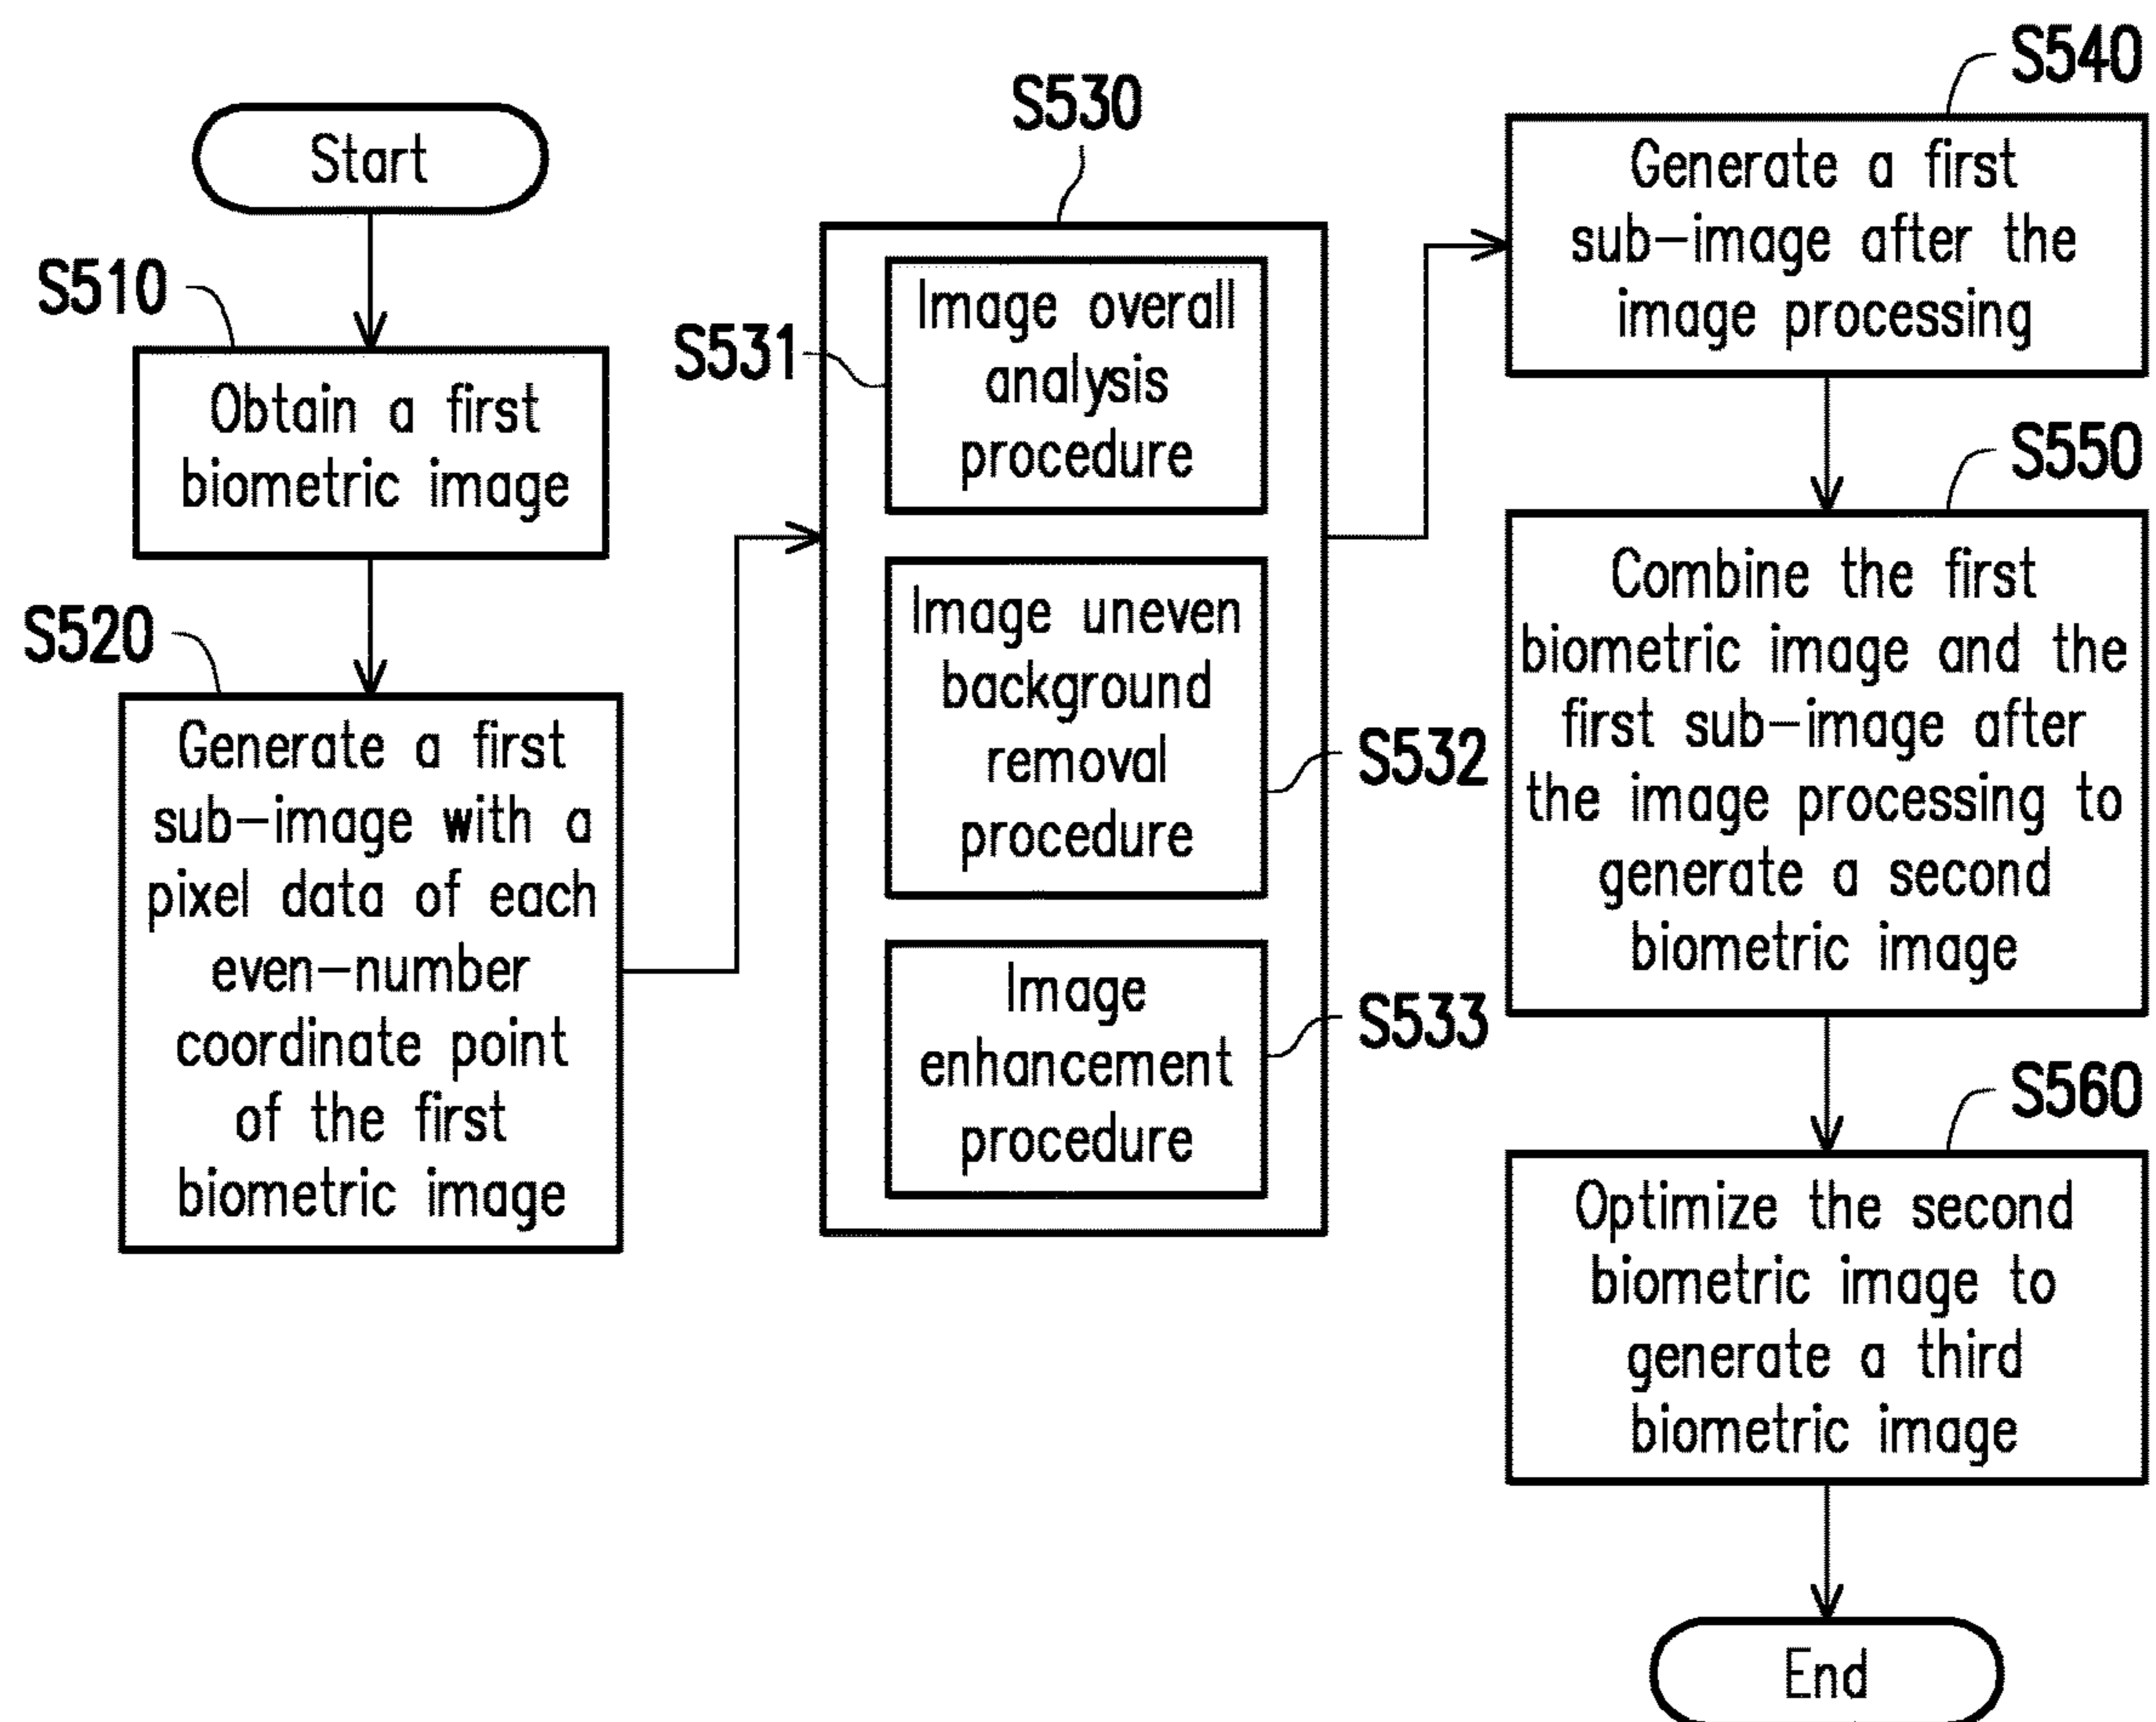 Start
S510
Obtain a first
biometric image
S520
Generate a first
sub-image with a
pixel data of each
even-number
coordinate point
of the first
biometric image
S530
S531
Image overall
analysis
procedure
S532
Image uneven
background
removal
procedure
S533
Image
enhancement
procedure
S540
Generate a first
sub-image after the
image processing
S550
Combine the first
biometric image and the
first sub-image after
the image processing to
generate a second
biometric image
S560
Optimize the second
biometric image to
generate a third
biometric image
End